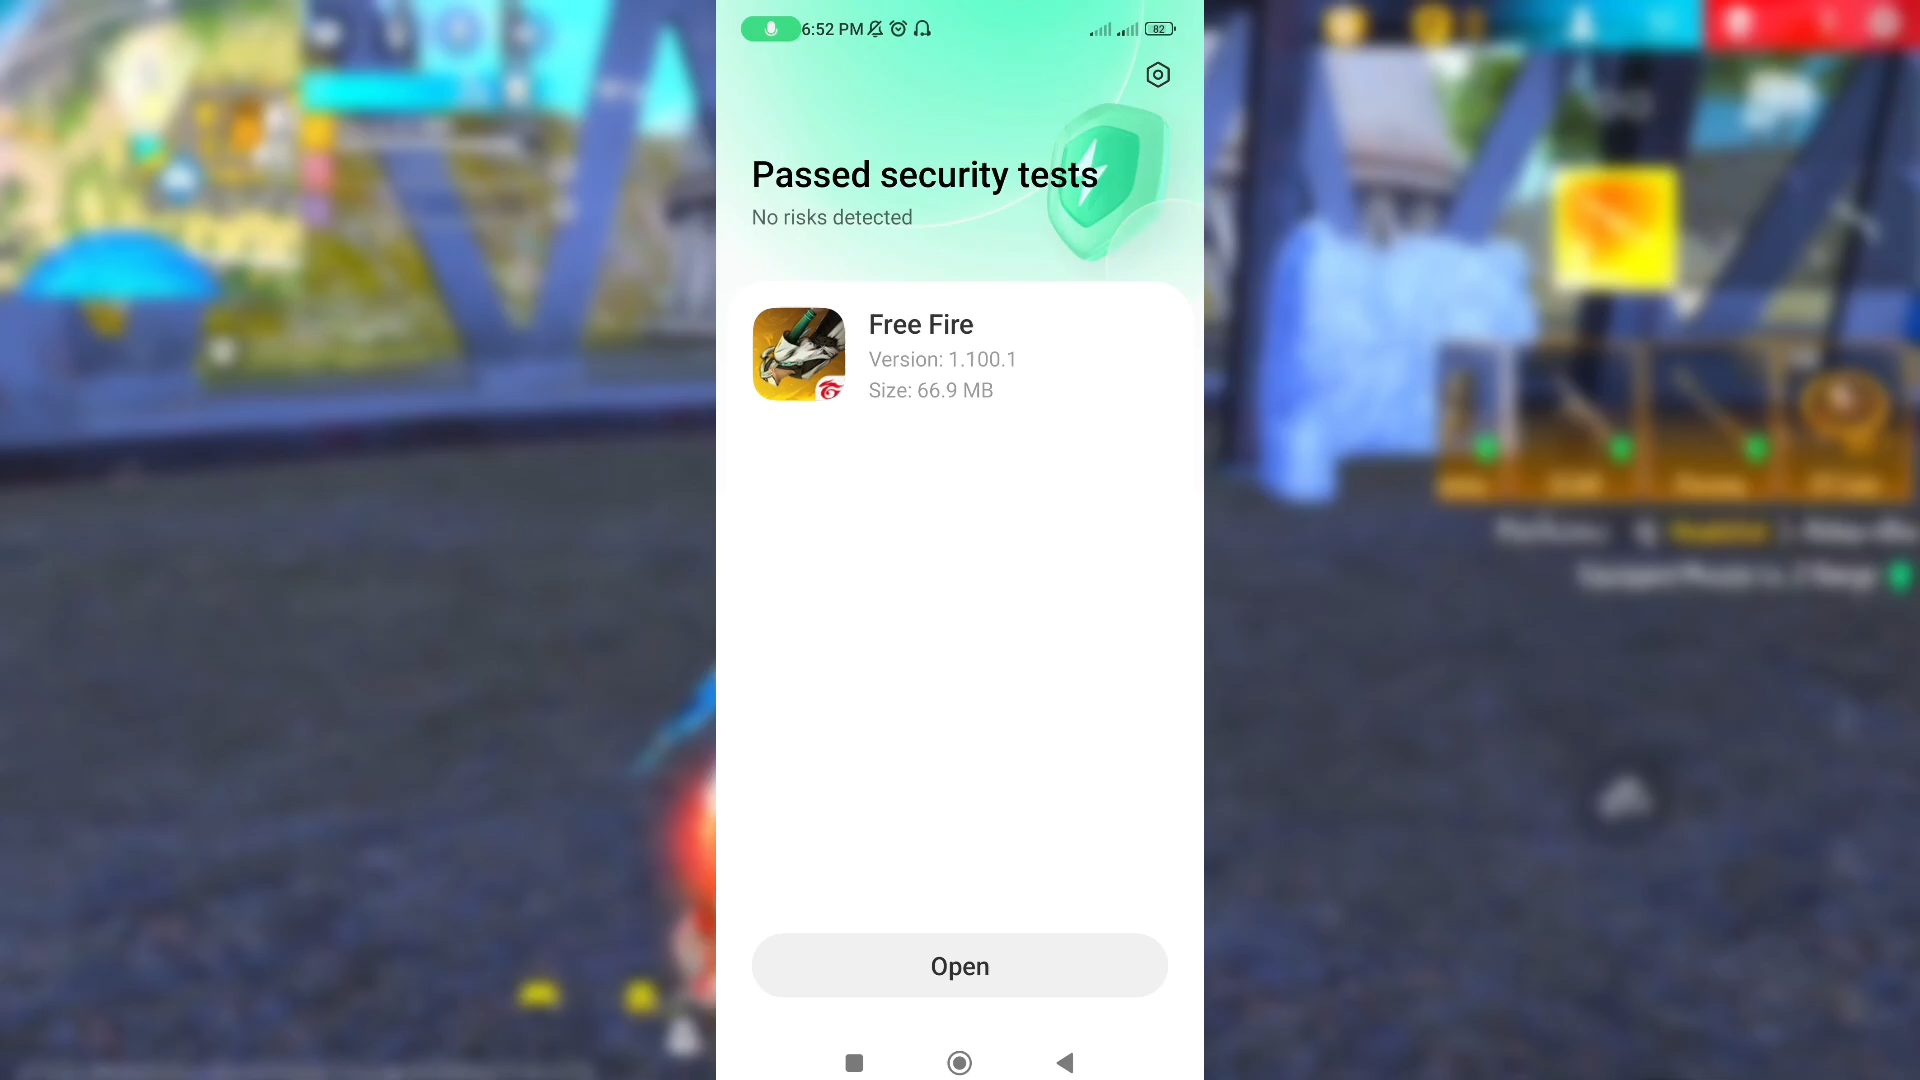 6:52 PM
82
Passed security tests
No risks detected
Free Fire
Version: 1.100.1
Size: 66.9 MB
Open